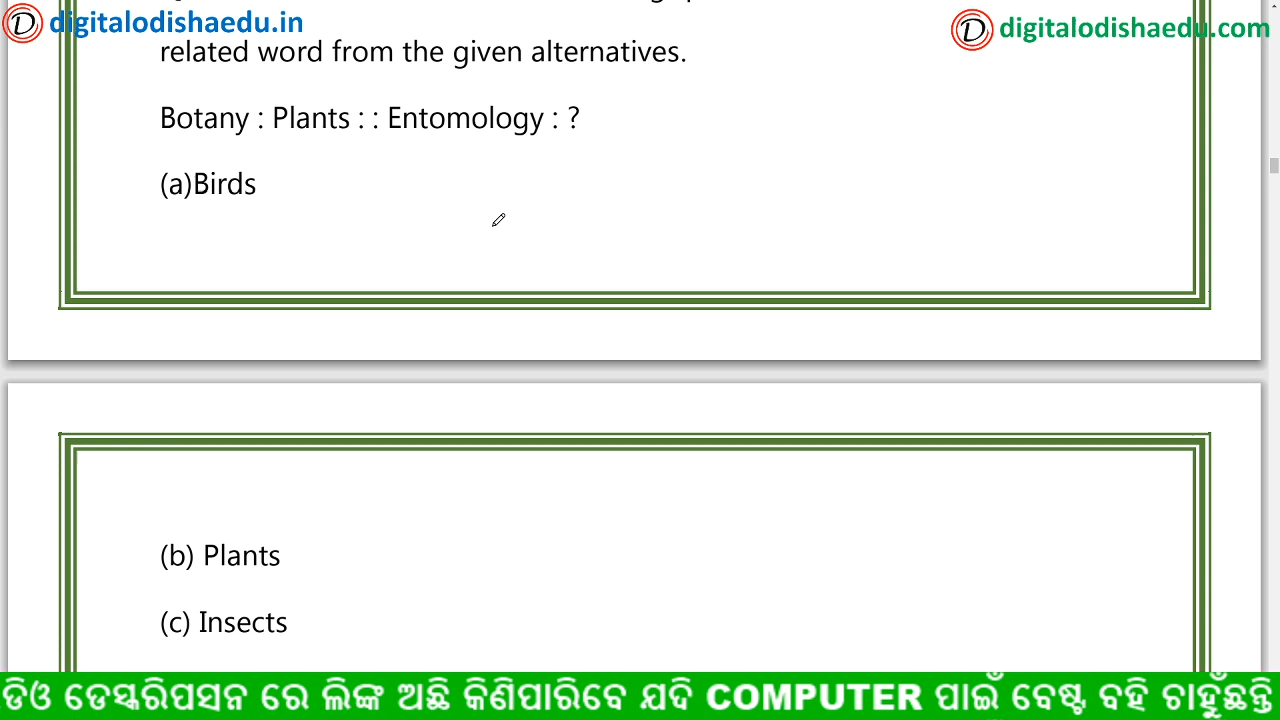 digitalodishaedu.in
digitalodishaedu.com
related word from the given alternatives.
Botany : Plants : : Entomology : ?
(a)Birds
(b) Plants
(c) Insects
ଡିଓ ଡେସ୍କରିପସନ ରେ ଲିଙ୍କ ଅଛି କିଣିପାରିବେ ଯଦି COMPUTER ପାଇଁ ବେଷ୍ଟ ବହି ଚାହୁଁଛନ୍ତି